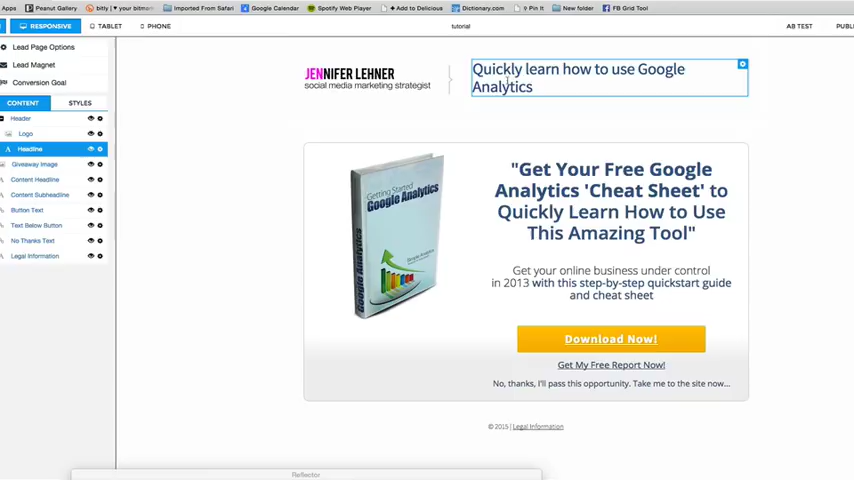 Apps Peanut Gallery bitly | ♥ your bitmar Imported From Safari Google Calendar Spotify Web Player + Add to Delicious Dictionary.com 9 Pin It New folder FB Grid Tool
RESPONSIVE TABLET PHONE tutorial AB TEST PUBL
Lead Page Options
Lead Magnet
Conversion Goal
CONTENT STYLES
Header
Logo
Headline
Giveaway Image
Content Headline
Content Subheadline
Button Text
Text Below Button
No Thanks Text
Legal Information
JENNIFER LEHNER
social media marketing strategist
Quickly learn how to use Google
Analytics
Getting Started
Google Analytics
Google Analytics
Google Analytics
"Get Your Free Google
Analytics 'Cheat Sheet' to
Quickly Learn How to Use
This Amazing Tool"
Get your online business under control
in 2013 with this step-by-step quickstart guide
and cheat sheet
Download Now!
Get My Free Report Now!
No, thanks, I'll pass this opportunity. Take me to the site now...
© 2015 | Legal Information
Reflector